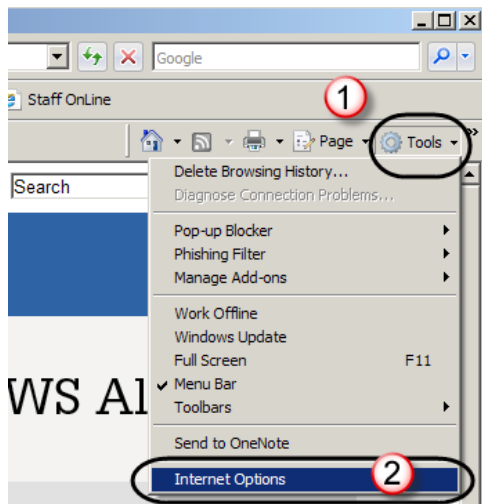 Google
Staff OnLine
1
Page
Tools
»
Search
Delete Browsing History...
Diagnose Connection Problems...
Pop-up Blocker
Phishing Filter
Manage Add-ons
Work Offline
Windows Update
Full Screen F11
Menu Bar
Toolbars
WS Al
Send to OneNote
Internet Options
2